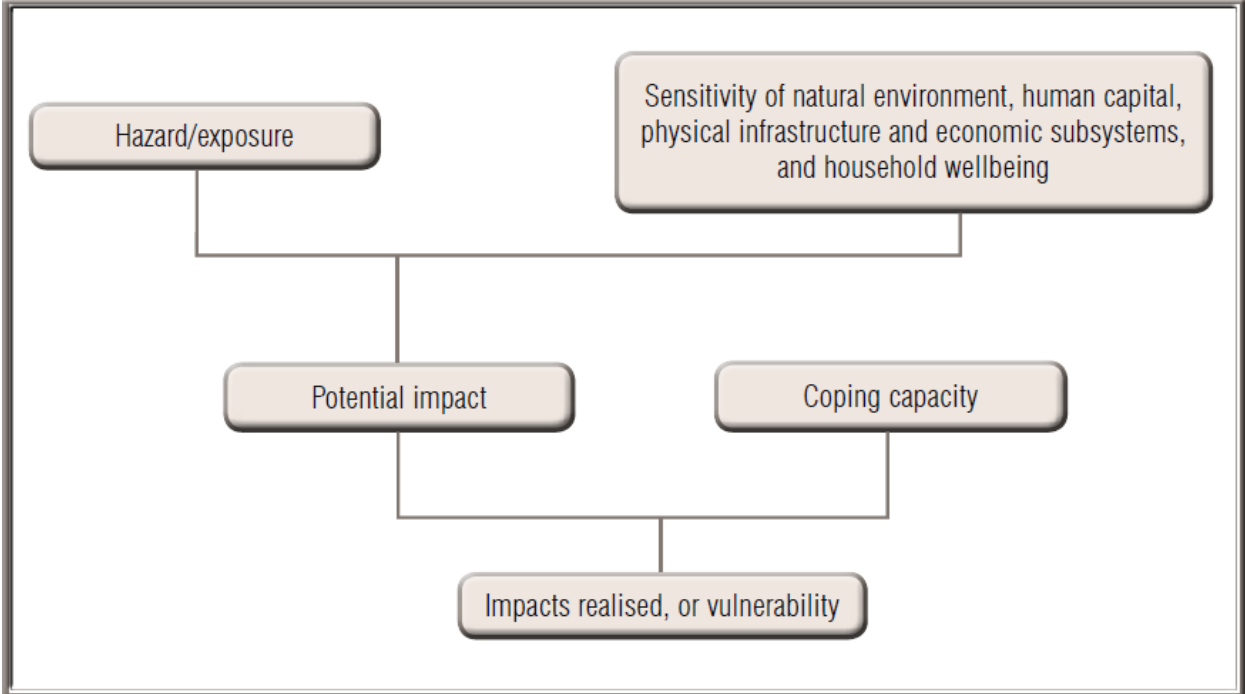 Hazard/exposure
Sensitivity of natural environment, human capital,
physical infrastructure and economic subsystems,
and household wellbeing
Potential impact
Coping capacity
Impacts realised, or vulnerability